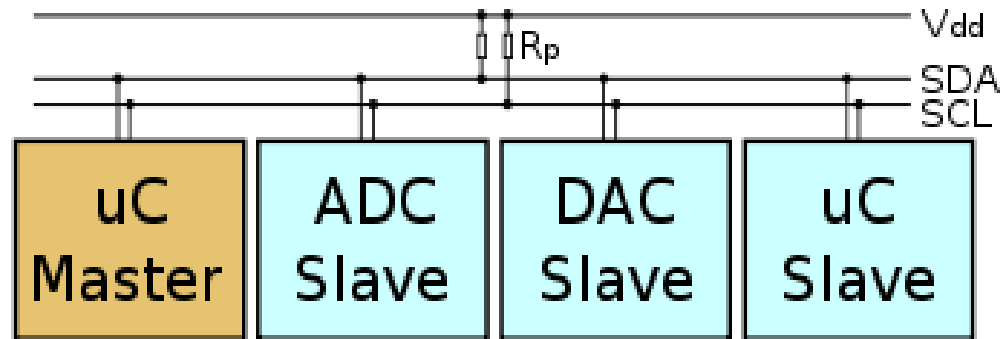 Vdd
Rp
SDA
SCL
uC
Master
ADC
Slave
DAC
Slave
uC
Slave